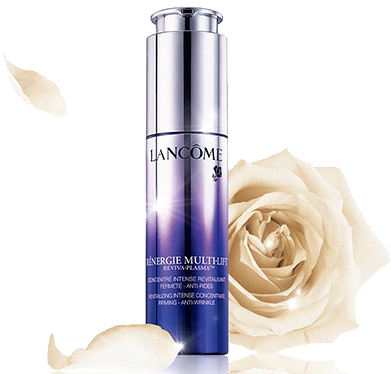 LANCÔME
RÉNERGIE MULTI-LIFT
REVIVA-PLASMA™
CONCENTRÉ INTENSE REVITALISANT
FERMETÉ - ANTI-RIDES
REVITALIZING INTENSE CONCENTRATE
FIRMING - ANTI-WRINKLE